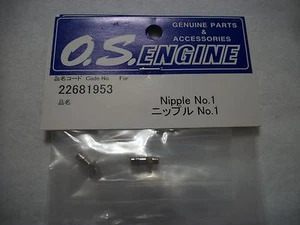 GENUINE PARTS
&
ACCESSORIES
O.S.ENGINE
品名コード Code No. For
22681953
品名
Nipple No.1
ニップル No.1